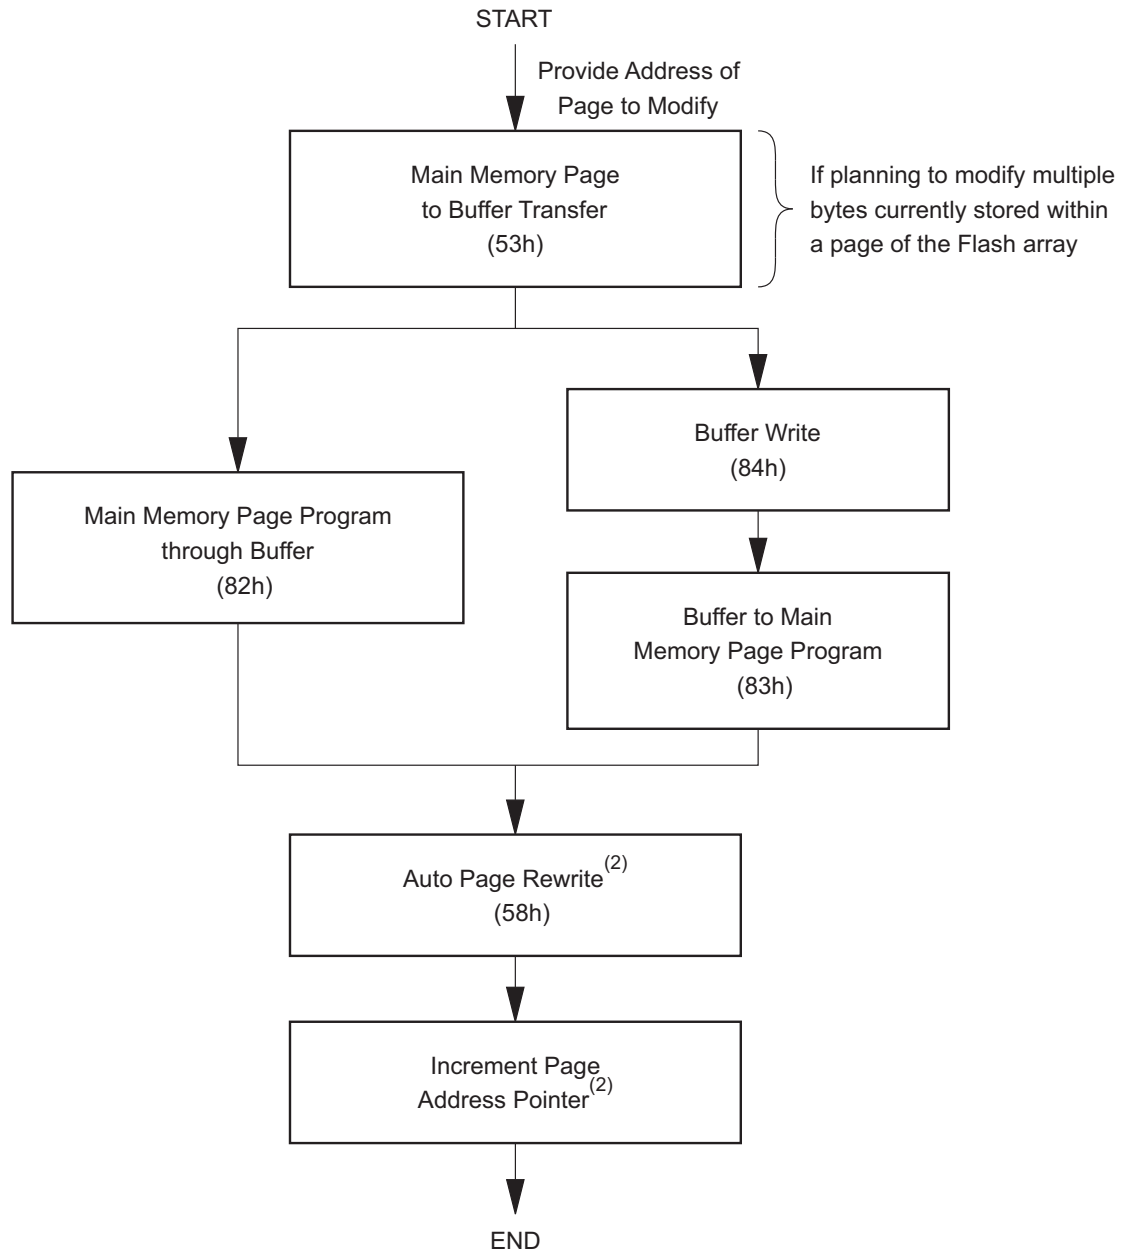 START
Provide Address of
Page to Modify
Main Memory Page
to Buffer Transfer
(53h)
If planning to modify multiple
bytes currently stored within
a page of the Flash array
Buffer Write
(84h)
Main Memory Page Program
through Buffer
(82h)
Buffer to Main
Memory Page Program
(83h)
Auto Page Rewrite(2)
(58h)
Increment Page
Address Pointer(2)
END